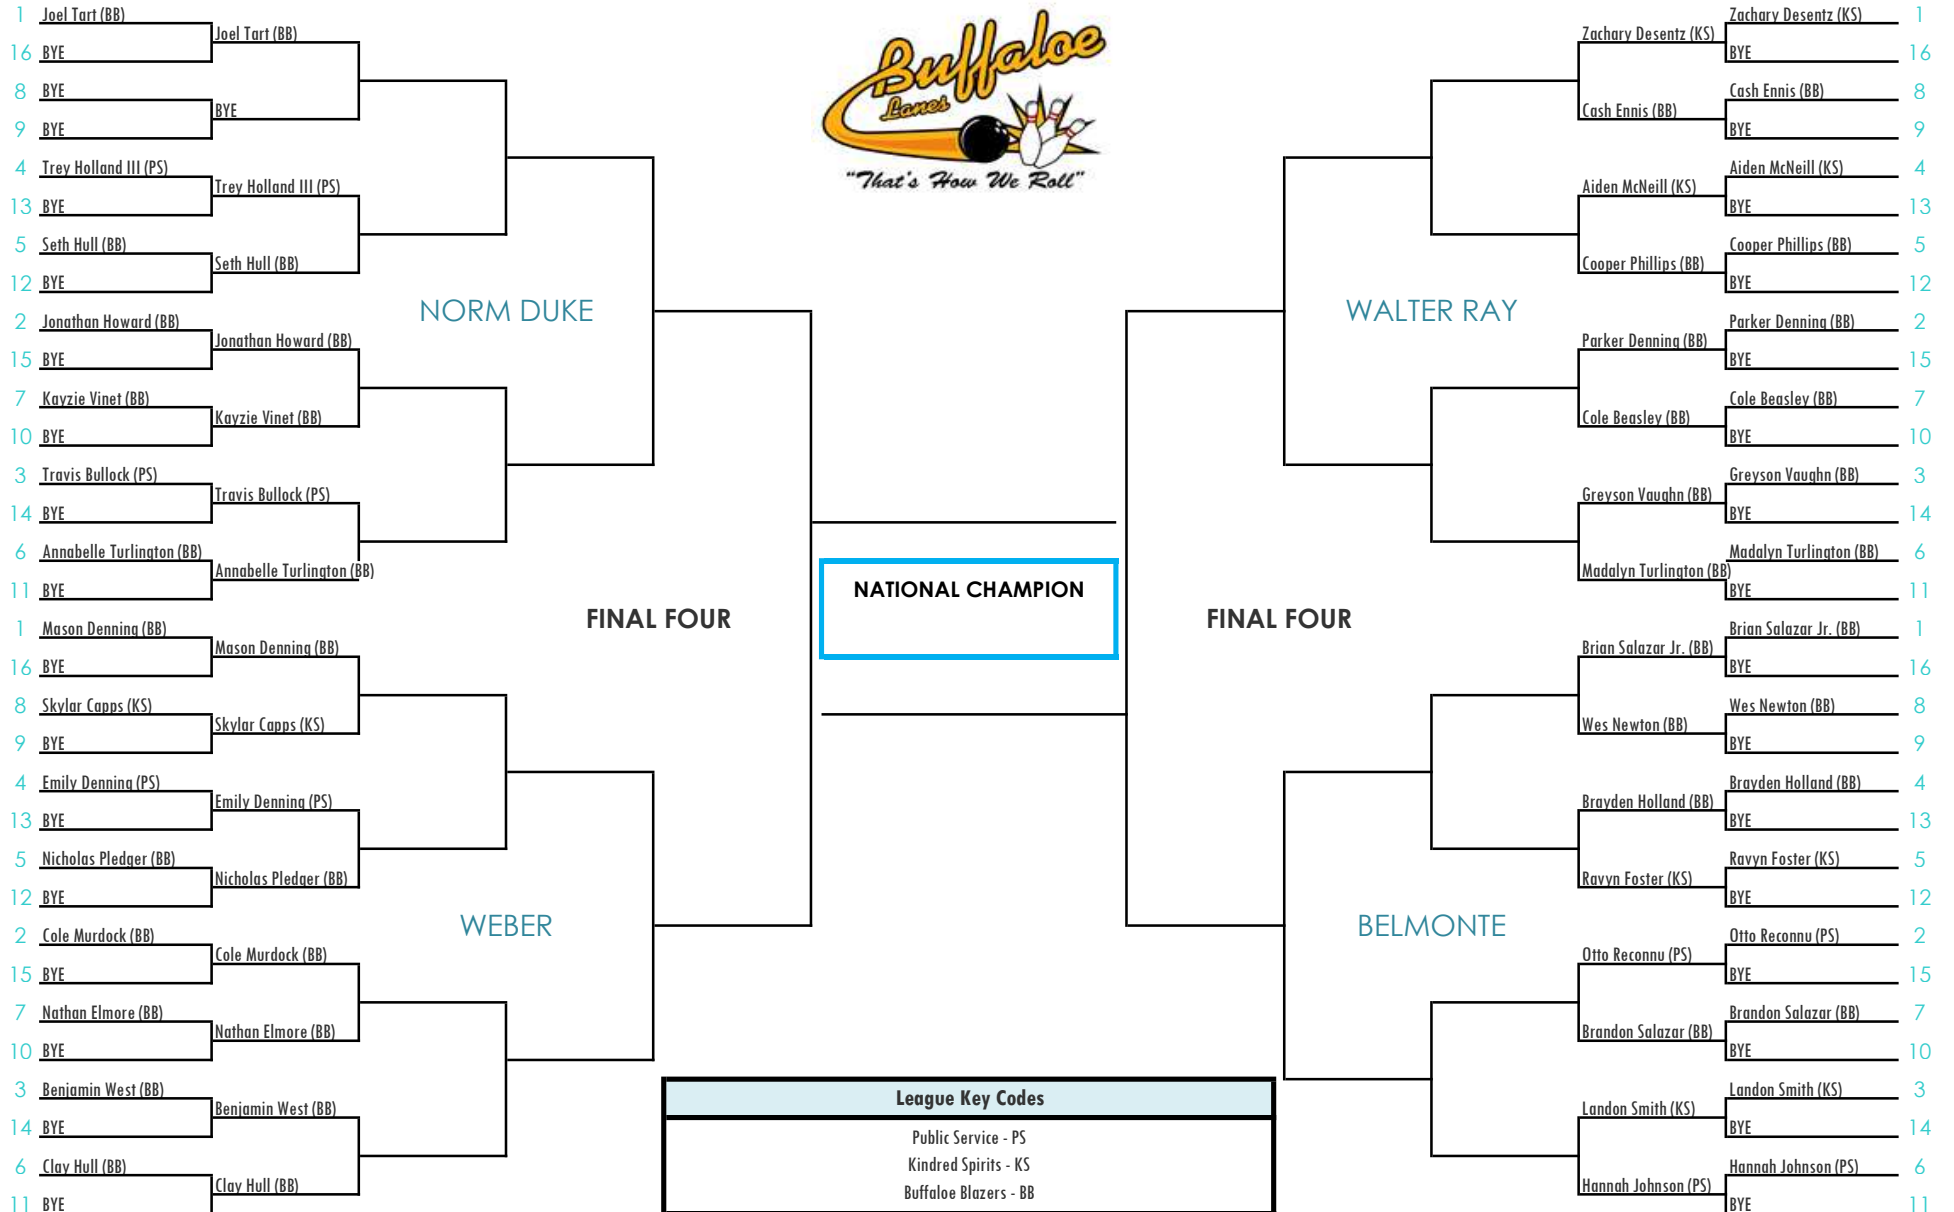 1 Joel Tart (BB)
16 BYE
Joel Tart (BB)
8 BYE
9 BYE
BYE
4 Trey Holland III (PS)
13 BYE
Trey Holland III (PS)
5 Seth Hull (BB)
12 BYE
Seth Hull (BB)
NORM DUKE
2 Jonathan Howard (BB)
15 BYE
Jonathan Howard (BB)
7 Kayzie Vinet (BB)
10 BYE
Kayzie Vinet (BB)
3 Travis Bullock (PS)
14 BYE
Travis Bullock (PS)
6 Annabelle Turlington (BB)
11 BYE
Annabelle Turlington (BB)
FINAL FOUR
1 Mason Denning (BB)
16 BYE
Mason Denning (BB)
8 Skylar Capps (KS)
9 BYE
Skylar Capps (KS)
4 Emily Denning (PS)
13 BYE
Emily Denning (PS)
5 Nicholas Pledger (BB)
12 BYE
Nicholas Pledger (BB)
WEBER
2 Cole Murdock (BB)
15 BYE
Cole Murdock (BB)
7 Nathan Elmore (BB)
10 BYE
Nathan Elmore (BB)
3 Benjamin West (BB)
14 BYE
Benjamin West (BB)
6 Clay Hull (BB)
11 BYE
Clay Hull (BB)
Buffaloe
Lanes
"That's How We Roll"
NATIONAL CHAMPION
League Key Codes
Public Service - PS
Kindred Spirits - KS
Buffaloe Blazers - BB
Zachary Desentz (KS) 1
BYE 16
Zachary Desentz (KS)
Cash Ennis (BB) 8
BYE 9
Cash Ennis (BB)
Aiden McNeill (KS) 4
BYE 13
Aiden McNeill (KS)
Cooper Phillips (BB) 5
BYE 12
Cooper Phillips (BB)
WALTER RAY
Parker Denning (BB) 2
BYE 15
Parker Denning (BB)
Cole Beasley (BB) 7
BYE 10
Cole Beasley (BB)
Greyson Vaughn (BB) 3
BYE 14
Greyson Vaughn (BB)
Madalyn Turlington (BB) 6
BYE 11
Madalyn Turlington (BB)
FINAL FOUR
Brian Salazar Jr. (BB) 1
BYE 16
Brian Salazar Jr. (BB)
Wes Newton (BB) 8
BYE 9
Wes Newton (BB)
Brayden Holland (BB) 4
BYE 13
Brayden Holland (BB)
Ravyn Foster (KS) 5
BYE 12
Ravyn Foster (KS)
BELMONTE
Otto Reconnu (PS) 2
BYE 15
Otto Reconnu (PS)
Brandon Salazar (BB) 7
BYE 10
Brandon Salazar (BB)
Landon Smith (KS) 3
BYE 14
Landon Smith (KS)
Hannah Johnson (PS) 6
BYE 11
Hannah Johnson (PS)